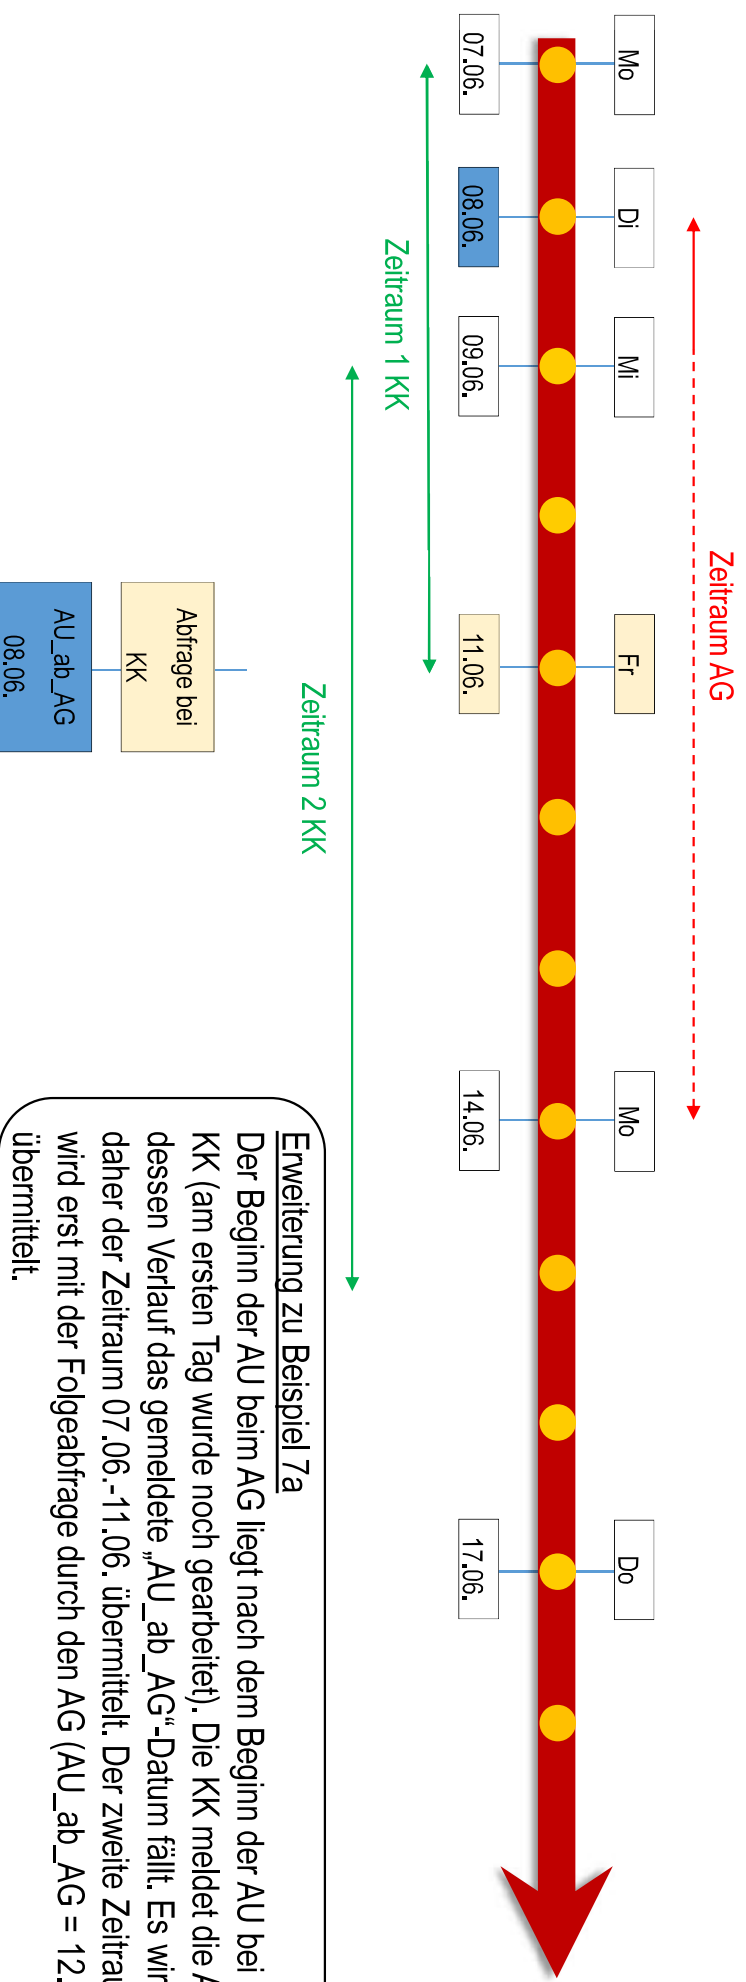 Zeitraum AG
Mo
Di
Mi
Fr
Mo
Do
07.06.
08.06.
09.06.
11.06.
14.06.
17.06.
Zeitraum 1 KK
Zeitraum 2 KK
Abfrage bei
KK
AU_ab_AG
08.06.
Erweiterung zu Beispiel 7a
Der Beginn der AU beim AG liegt nach dem Beginn der AU bei
KK (am ersten Tag wurde noch gearbeitet). Die KK meldet die
dessen Verlauf das gemeldete „AU_ab_AG“-Datum fällt. Es
daher der Zeitraum 07.06.-11.06. übermittelt. Der zweite
wird erst mit der Folgeabfrage durch den AG (AU_ab_AG = 12.
übermittelt.